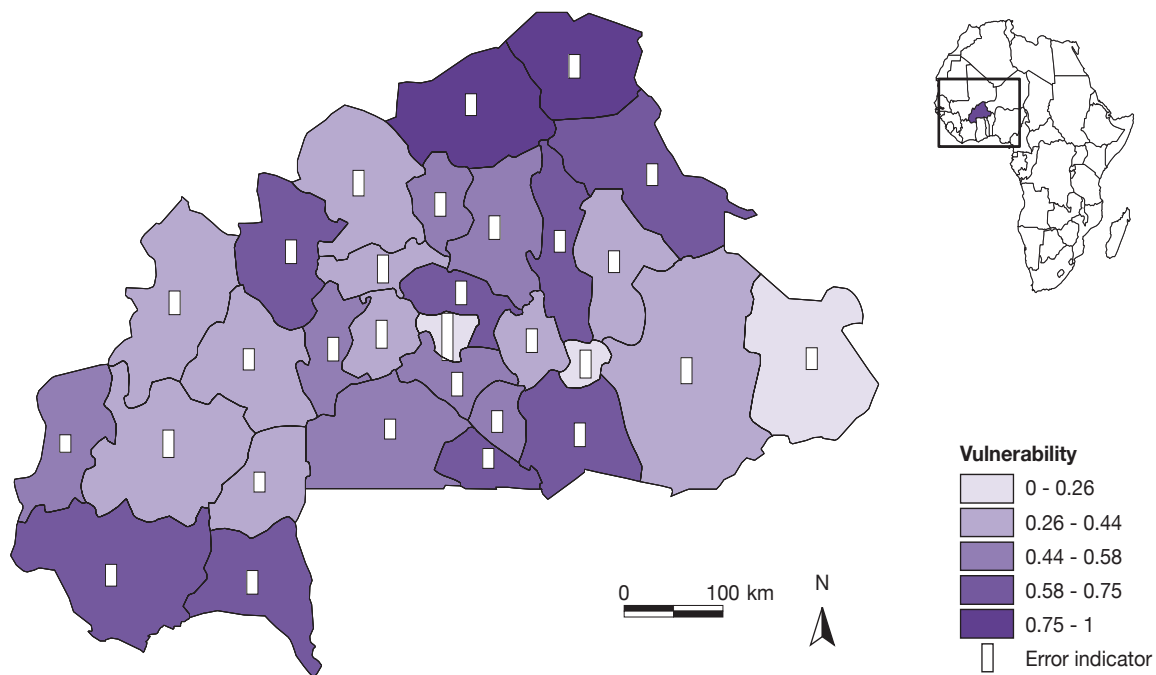 Vulnerability
0 - 0.26
0.26 - 0.44
0.44 - 0.58
0.58 - 0.75
0.75 - 1
Error indicator
0 100 km
N